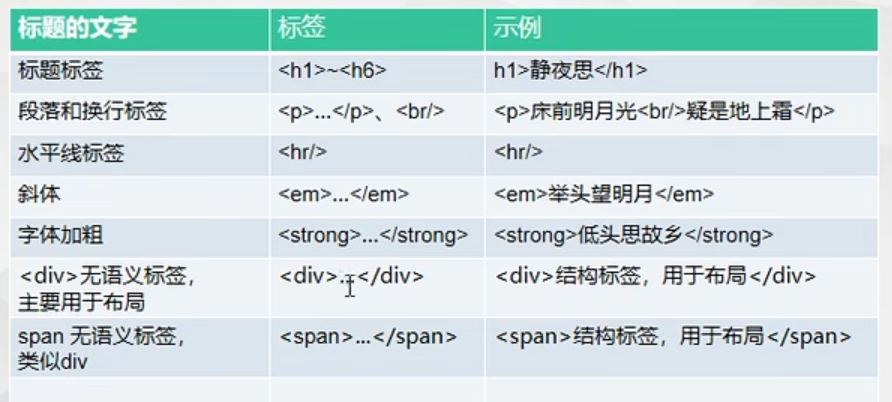 标题的文字 标签 示例
标题标签 <h1>~<h6> h1>静夜思</h1>
段落和换行标签 <p>...</p>、<br/> <p>床前明月光<br/>疑是地上霜</p>
水平线标签 <hr/> <hr/>
斜体 <em>...</em> <em>举头望明月</em>
字体加粗 <strong>...</strong> <strong>低头思故乡</strong>
<div>无语义标签， <div>...</div> <div>结构标签，用于布局</div>
主要用于布局
span 无语义标签， <span>...</span> <span>结构标签，用于布局</span>
类似div